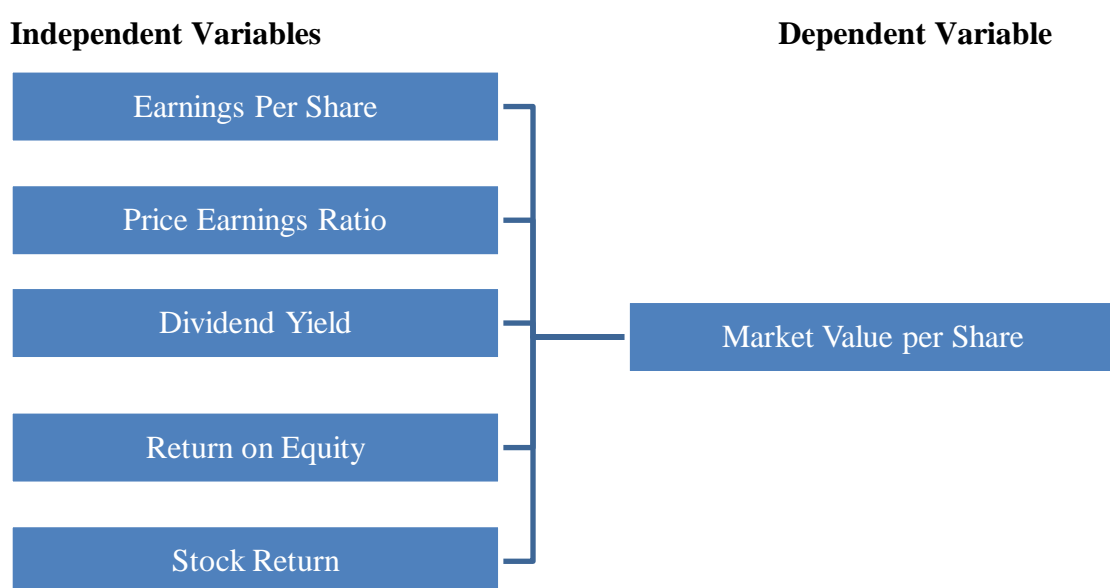 Independent Variables
Dependent Variable
Earnings Per Share
Price Earnings Ratio
Dividend Yield
Market Value per Share
Return on Equity
Stock Return